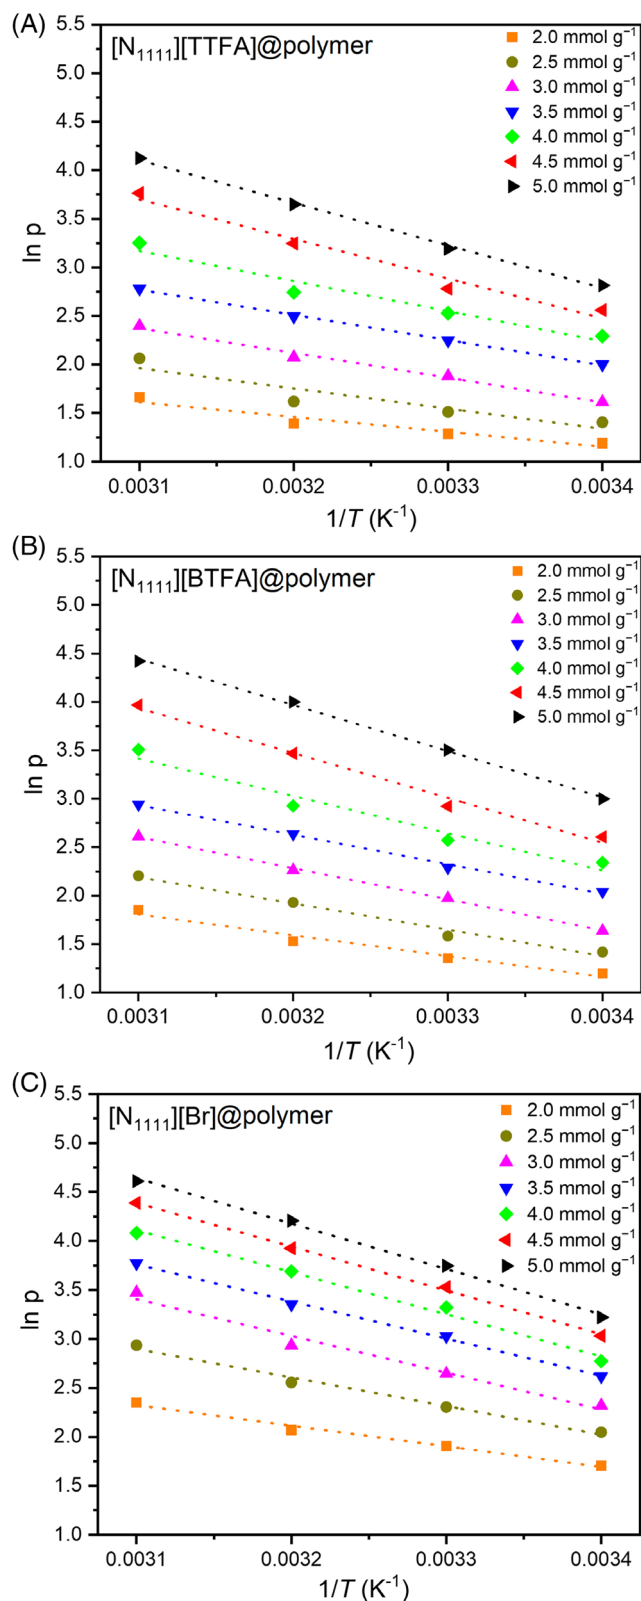 (A)
[N₁₁₁₁][TTFA]@polymer
2.0 mmol g⁻¹
2.5 mmol g⁻¹
3.0 mmol g⁻¹
3.5 mmol g⁻¹
4.0 mmol g⁻¹
4.5 mmol g⁻¹
5.0 mmol g⁻¹
5.5
5.0
4.5
4.0
3.5
3.0
2.5
2.0
1.5
1.0
ln p
0.0031 0.0032 0.0033 0.0034
1/T (K⁻¹)
(B)
[N₁₁₁₁][BTFA]@polymer
2.0 mmol g⁻¹
2.5 mmol g⁻¹
3.0 mmol g⁻¹
3.5 mmol g⁻¹
4.0 mmol g⁻¹
4.5 mmol g⁻¹
5.0 mmol g⁻¹
5.5
5.0
4.5
4.0
3.5
3.0
2.5
2.0
1.5
1.0
ln p
0.0031 0.0032 0.0033 0.0034
1/T (K⁻¹)
(C)
[N₁₁₁₁][Br]@polymer
2.0 mmol g⁻¹
2.5 mmol g⁻¹
3.0 mmol g⁻¹
3.5 mmol g⁻¹
4.0 mmol g⁻¹
4.5 mmol g⁻¹
5.0 mmol g⁻¹
5.5
5.0
4.5
4.0
3.5
3.0
2.5
2.0
1.5
1.0
ln p
0.0031 0.0032 0.0033 0.0034
1/T (K⁻¹)